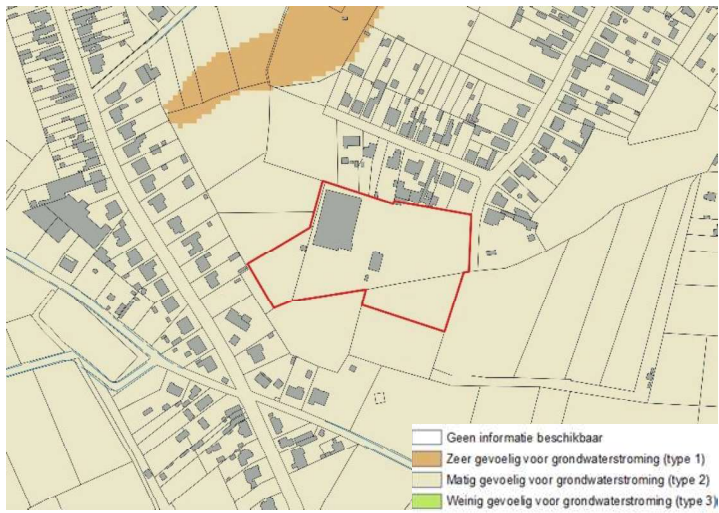 Geen informatie beschikbaar
Zeer gevoelig voor grondwaterstroming (type 1)
Matig gevoelig voor grondwaterstroming (type 2)
Weinig gevoelig voor grondwaterstroming (type 3)